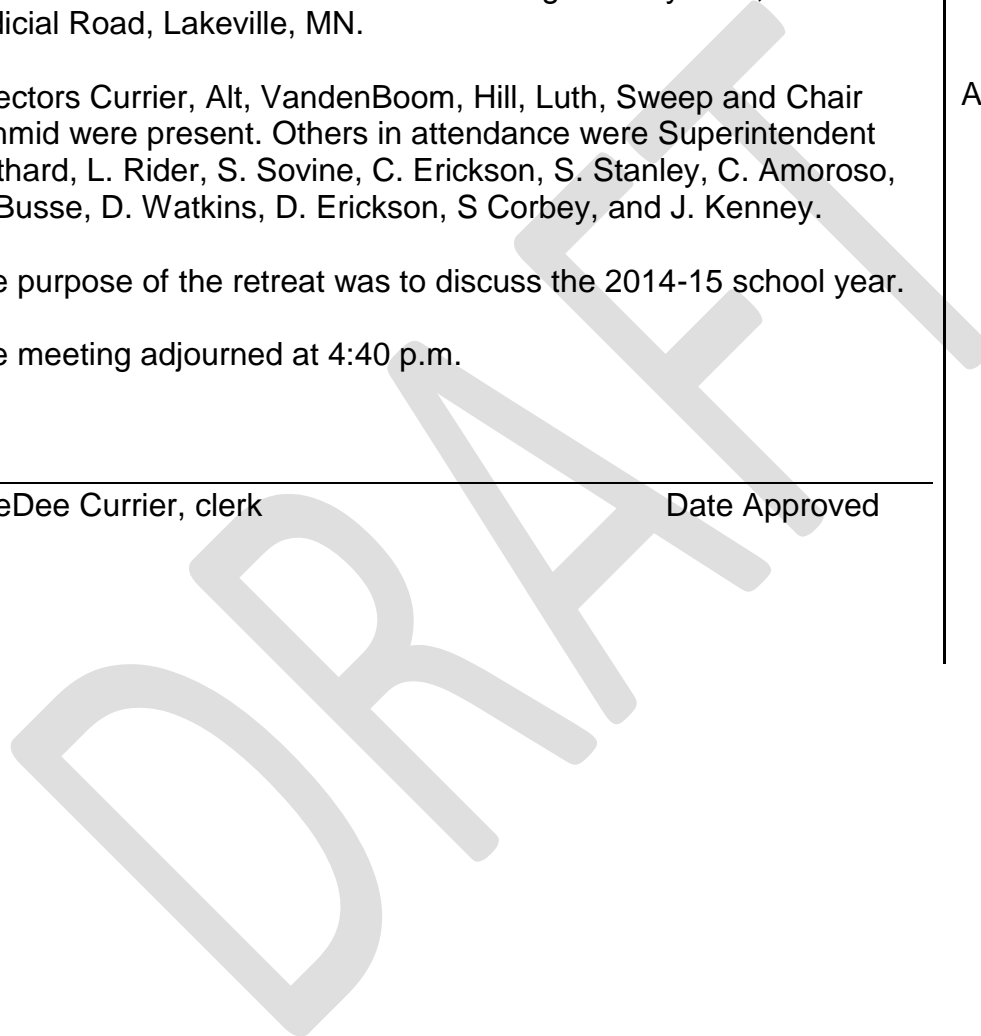 dicial Road, Lakeville, MN.
ectors Currier, Alt, VandenBoom, Hill, Luth, Sweep and Chair
nmid were present. Others in attendance were Superintendent
thard, L. Rider, S. Sovine, C. Erickson, S. Stanley, C. Amoroso,
Busse, D. Watkins, D. Erickson, S Corbey, and J. Kenney.
e purpose of the retreat was to discuss the 2014-15 school year.
e meeting adjourned at 4:40 p.m.
eDee Currier, clerk Date Approved
A
DRAFT